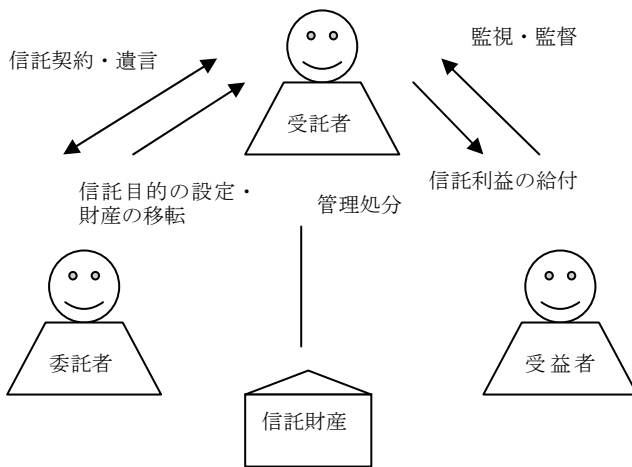 監視・監督
信託契約・遺言
受託者
信託利益の給付
信託目的の設定・
財産の移転
管理処分
委託者
受益者
信託財産